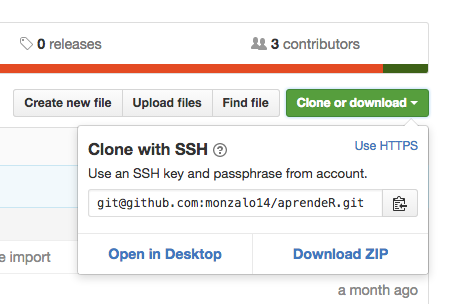 0 releases
3 contributors
Create new file
Upload files
Find file
Clone or download
Clone with SSH
Use HTTPS
Use an SSH key and passphrase from account.
git@github.com:monzalo14/aprendeR.git
Open in Desktop
Download ZIP
e import
a month ago